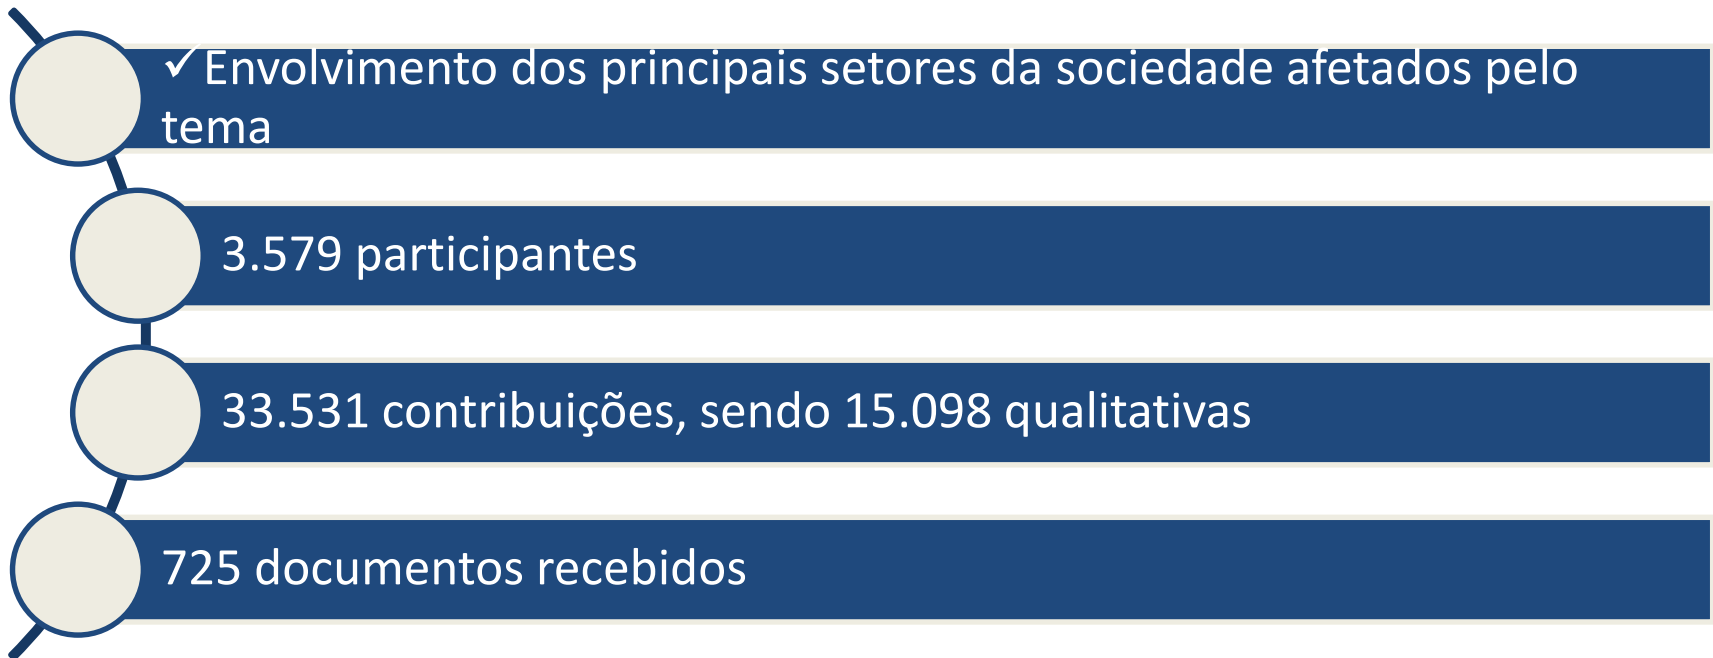 ✓Envolvimento dos principais setores da sociedade afetados pelo
tema
3.579 participantes
33.531 contribuições, sendo 15.098 qualitativas
725 documentos recebidos